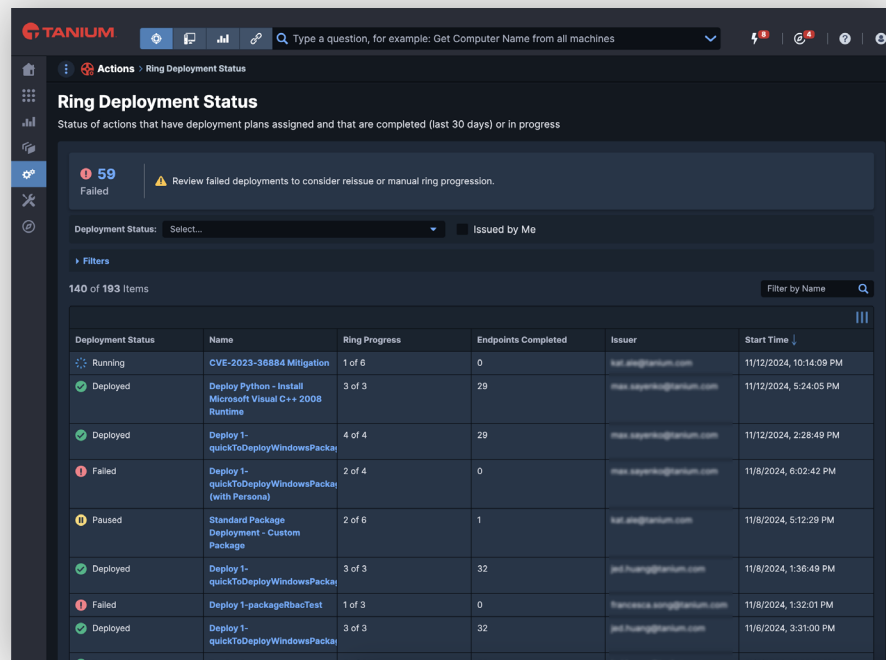 TANIUM
Type a question, for example: Get Computer Name from all machines
8
4
Actions > Ring Deployment Status
Ring Deployment Status
Status of actions that have deployment plans assigned and that are completed (last 30 days) or in progress
59
Failed
Review failed deployments to consider reissue or manual ring progression.
Deployment Status: Select... Issued by Me
Filters
140 of 193 Items
Filter by Name
Deployment Status Name Ring Progress Endpoints Completed Issuer Start Time
Running CVE-2023-36884 Mitigation 1 of 6 0 11/12/2024, 10:14:09 PM
Deployed Deploy Python - Install 3 of 3 29 11/12/2024, 5:24:05 PM
Microsoft Visual C++ 2008
Runtime
Deployed Deploy 1- 4 of 4 29 11/12/2024, 2:28:49 PM
quickToDeployWindowsPackag
Failed Deploy 1- 2 of 4 0 11/8/2024, 6:02:42 PM
quickToDeployWindowsPackag
(with Persona)
Paused Standard Package 2 of 6 1 11/8/2024, 5:12:29 PM
Deployment - Custom
Package
Deployed Deploy 1- 3 of 3 32 11/8/2024, 1:36:49 PM
quickToDeployWindowsPackag
Failed Deploy 1-packageRbacTest 1 of 3 0 11/8/2024, 1:32:01 PM
Deployed Deploy 1- 3 of 3 32 11/6/2024, 3:31:00 PM
quickToDeployWindowsPackag